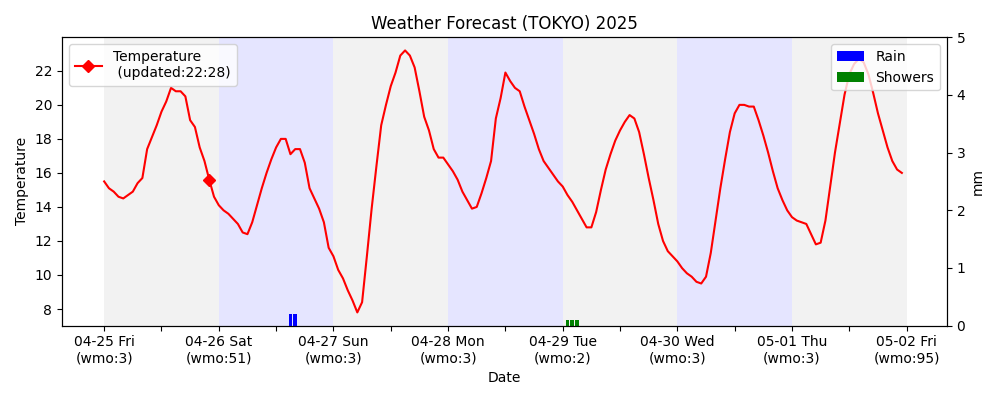 Weather Forecast (TOKYO) 2025
Temperature
(updated:22:28)
Rain
Showers
Temperature
22
20
18
16
14
12
10
8
5
4
3
2
1
0
mm
04-25 Fri
(wmo:3)
04-26 Sat
(wmo:51)
04-27 Sun
(wmo:3)
04-28 Mon
(wmo:3)
04-29 Tue
(wmo:2)
04-30 Wed
(wmo:3)
05-01 Thu
(wmo:3)
05-02 Fri
(wmo:95)
Date